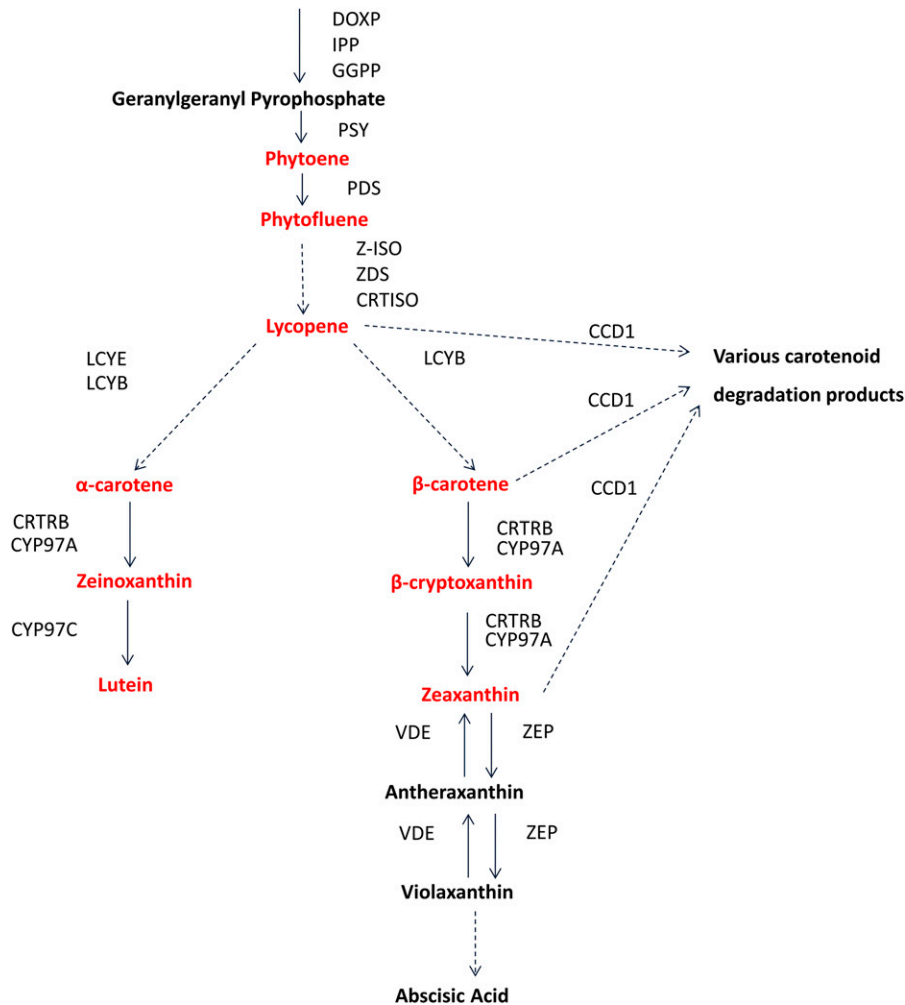 DOXP
IPP
GGPP
Geranylgeranyl Pyrophosphate
PSY
Phytoene
PDS
Phytofluene
Z-ISO
ZDS
CRTISO
Lycopene
CCD1
LCYE
LCYB
LCYB
Various carotenoid
degradation products
CCD1
α-carotene
β-carotene
CCD1
CRTRB
CYP97A
CRTRB
CYP97A
Zeinoxanthin
β-cryptoxanthin
CYP97C
CRTRB
CYP97A
Lutein
Zeaxanthin
VDE
ZEP
Antheraxanthin
VDE
ZEP
Violaxanthin
Abscisic Acid